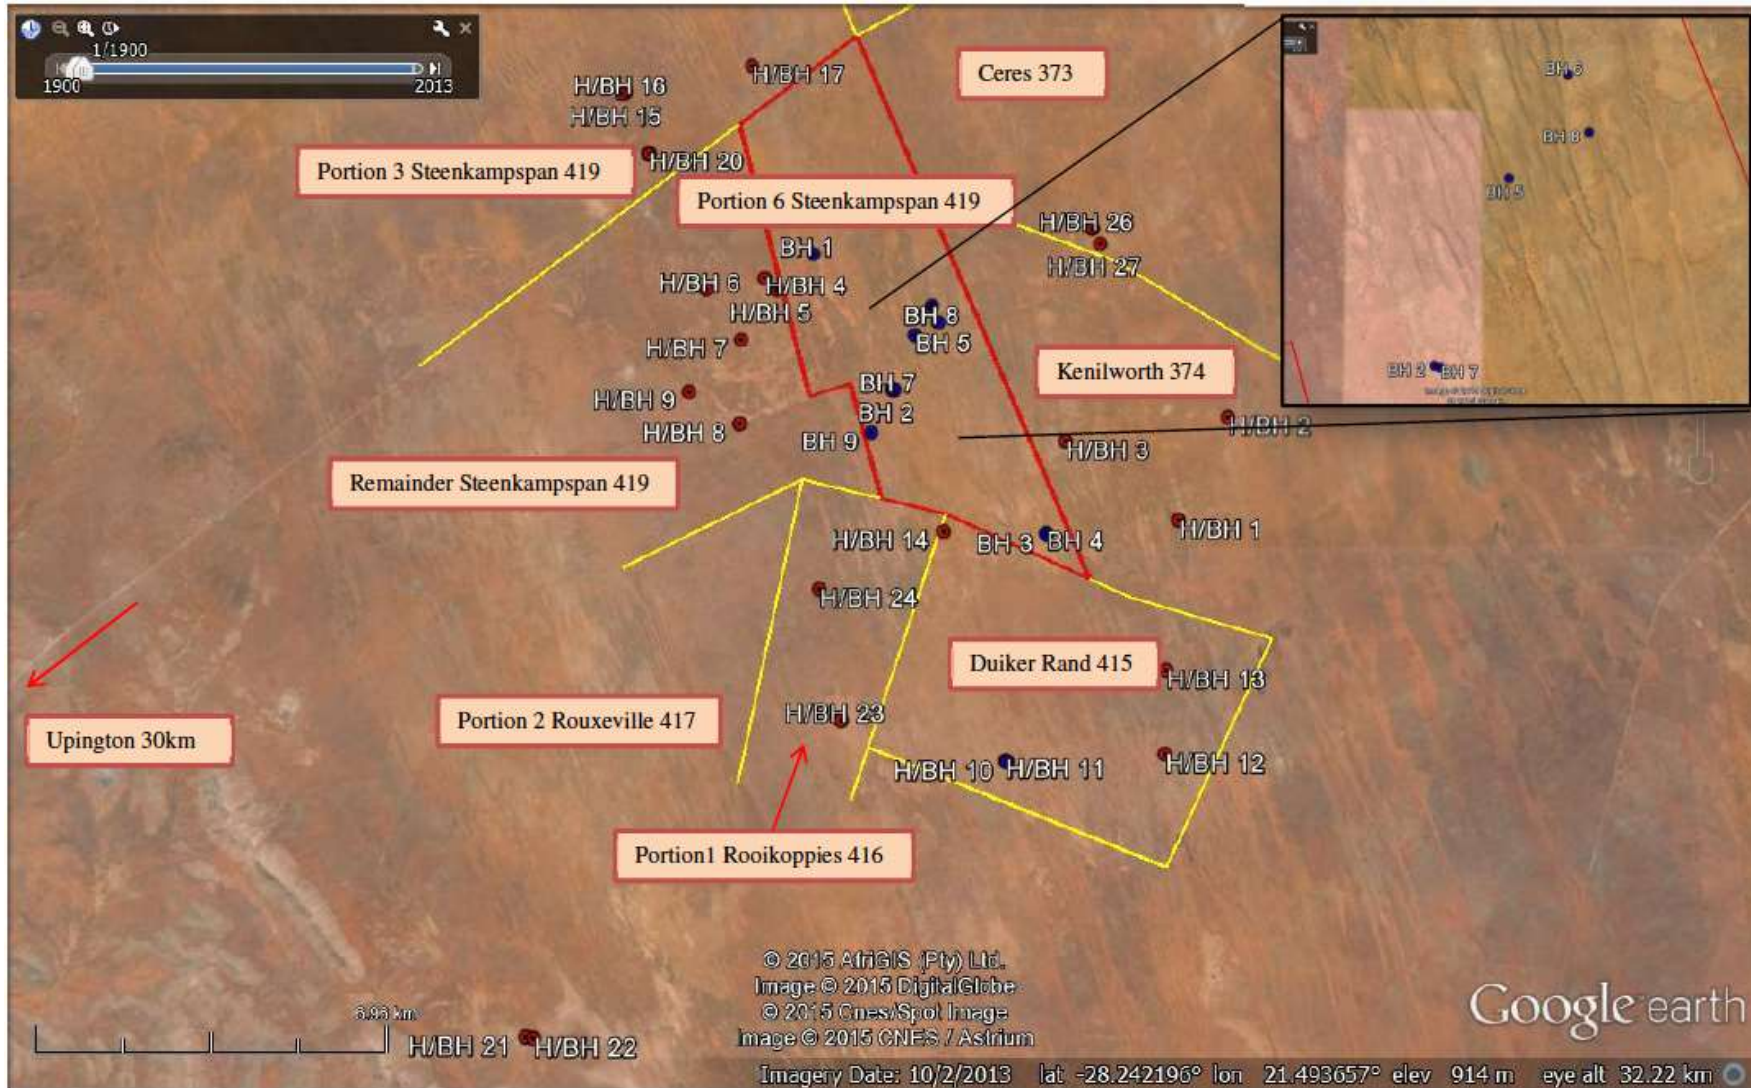 1/1900
1900
2013
H/BH 17
H/BH 16
H/BH 15
Ceres 373
H/BH 20
Portion 3 Steenkampspan 419
Portion 6 Steenkampspan 419
H/BH 26
H/BH 27
BH 1
H/BH 6
H/BH 4
H/BH 5
BH 8
BH 5
H/BH 7
Kenilworth 374
BH 7
BH 2
H/BH 9
H/BH 8
BH 9
H/BH 2
H/BH 3
BH 6
BH 8
BH 5
BH 2
BH 7
Remainder Steenkampspan 419
H/BH 1
H/BH 14
BH 3
BH 4
H/BH 24
Duiker Rand 415
H/BH 13
Portion 2 Rouxeville 417
H/BH 23
Upington 30km
H/BH 10
H/BH 11
H/BH 12
Portion1 Rooikoppies 416
© 2015 AfriGIS (Pty) Ltd.
Image © 2015 DigitalGlobe
© 2015 Cnes/Spot Image
Image © 2015 CNES / Astrium
Google earth
6.93 km
H/BH 21
H/BH 22
Imagery Date: 10/2/2013 lat -28.242196° lon 21.493657° elev 914 m eye alt 32.22 km